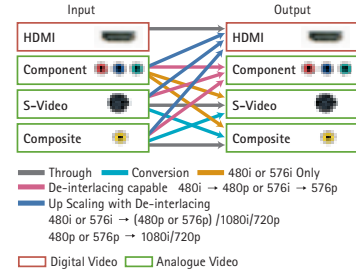 Input Output
HDMI HDMI
Component Component
S-Video S-Video
Composite Composite
Through Conversion 480i or 576i Only
De-interlacing capable 480i → 480p or 576i → 576p
Up Scaling with De-interlacing
480i or 576i → (480p or 576p) /1080i/720p
480p or 576p → 1080i/720p
Digital Video Analogue Video